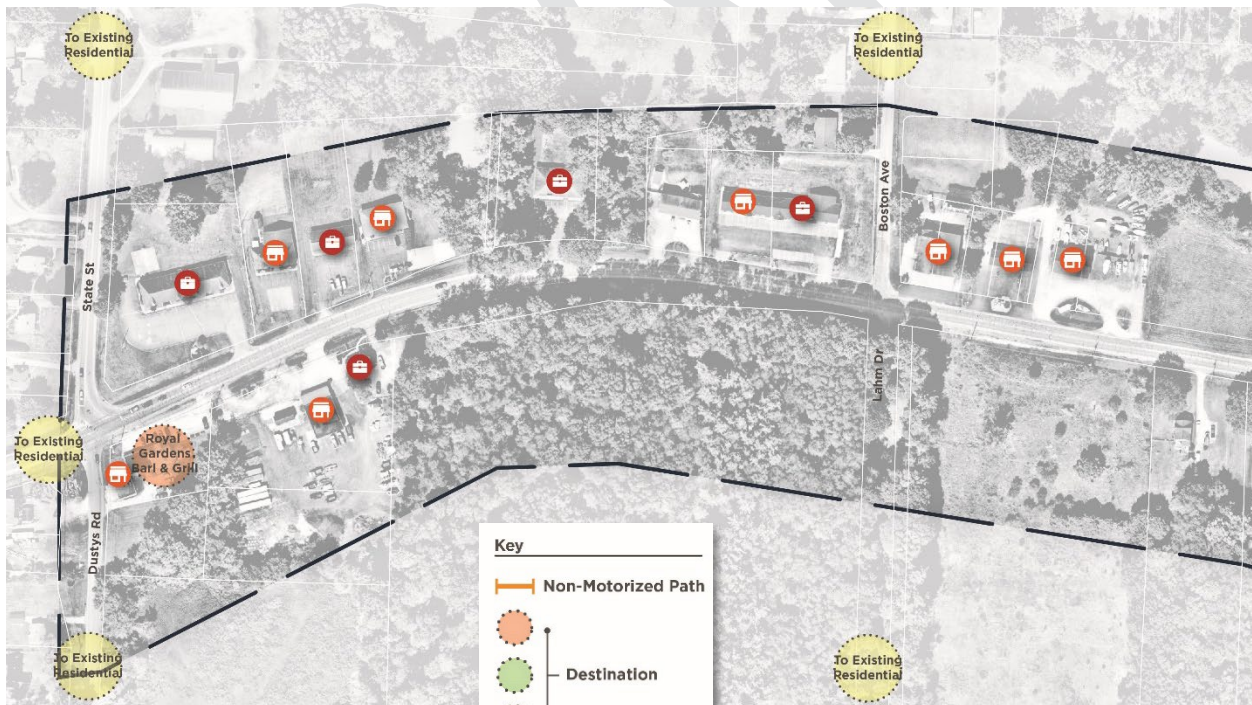 To Existing
Residential
To Existing
Residential
State St
Boston Ave
Lahm Dr
To Existing
Residential
Royal
Gardens
Barl & Grill
Dustys Rd
To Existing
Residential
To Existing
Residential
Key
Non-Motorized Path
Destination